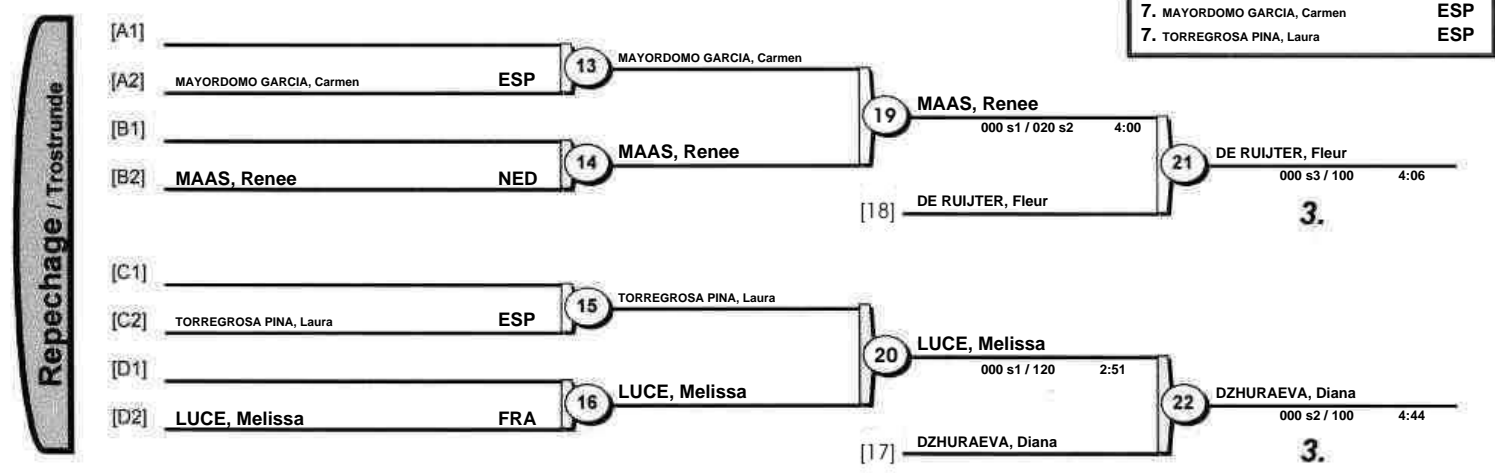 7. MAYORDOMO GARCIA, Carmen ESP
7. TORREGROSA PINA, Laura ESP
Repechage / Trostrunde
[A1]
[A2] MAYORDOMO GARCIA, Carmen ESP
13 MAYORDOMO GARCIA, Carmen
[B1]
[B2] MAAS, Renee NED
14 MAAS, Renee
19 MAAS, Renee
000 s1 / 020 s2 4:00
[18] DE RUIJTER, Fleur
21 DE RUIJTER, Fleur
000 s3 / 100 4:06
3.
[C1]
[C2] TORREGROSA PINA, Laura ESP
15 TORREGROSA PINA, Laura
[D1]
[D2] LUCE, Melissa FRA
16 LUCE, Melissa
20 LUCE, Melissa
000 s1 / 120 2:51
[17] DZHURAEVA, Diana
22 DZHURAEVA, Diana
000 s2 / 100 4:44
3.